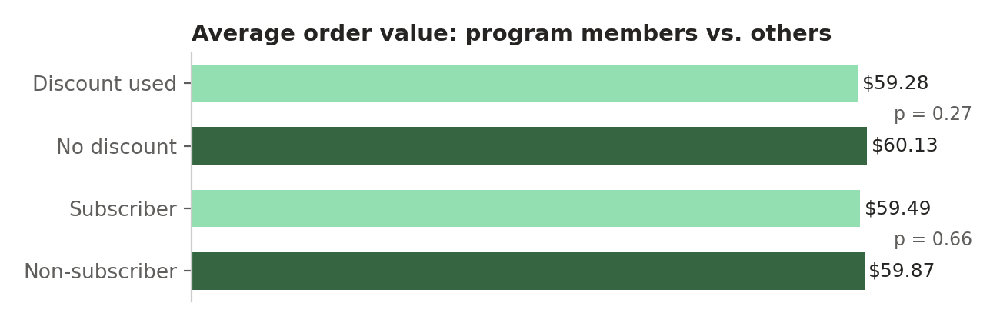 Average order value: program members vs. others
Discount used
$59.28
p = 0.27
No discount
$60.13
Subscriber
$59.49
p = 0.66
Non-subscriber
$59.87